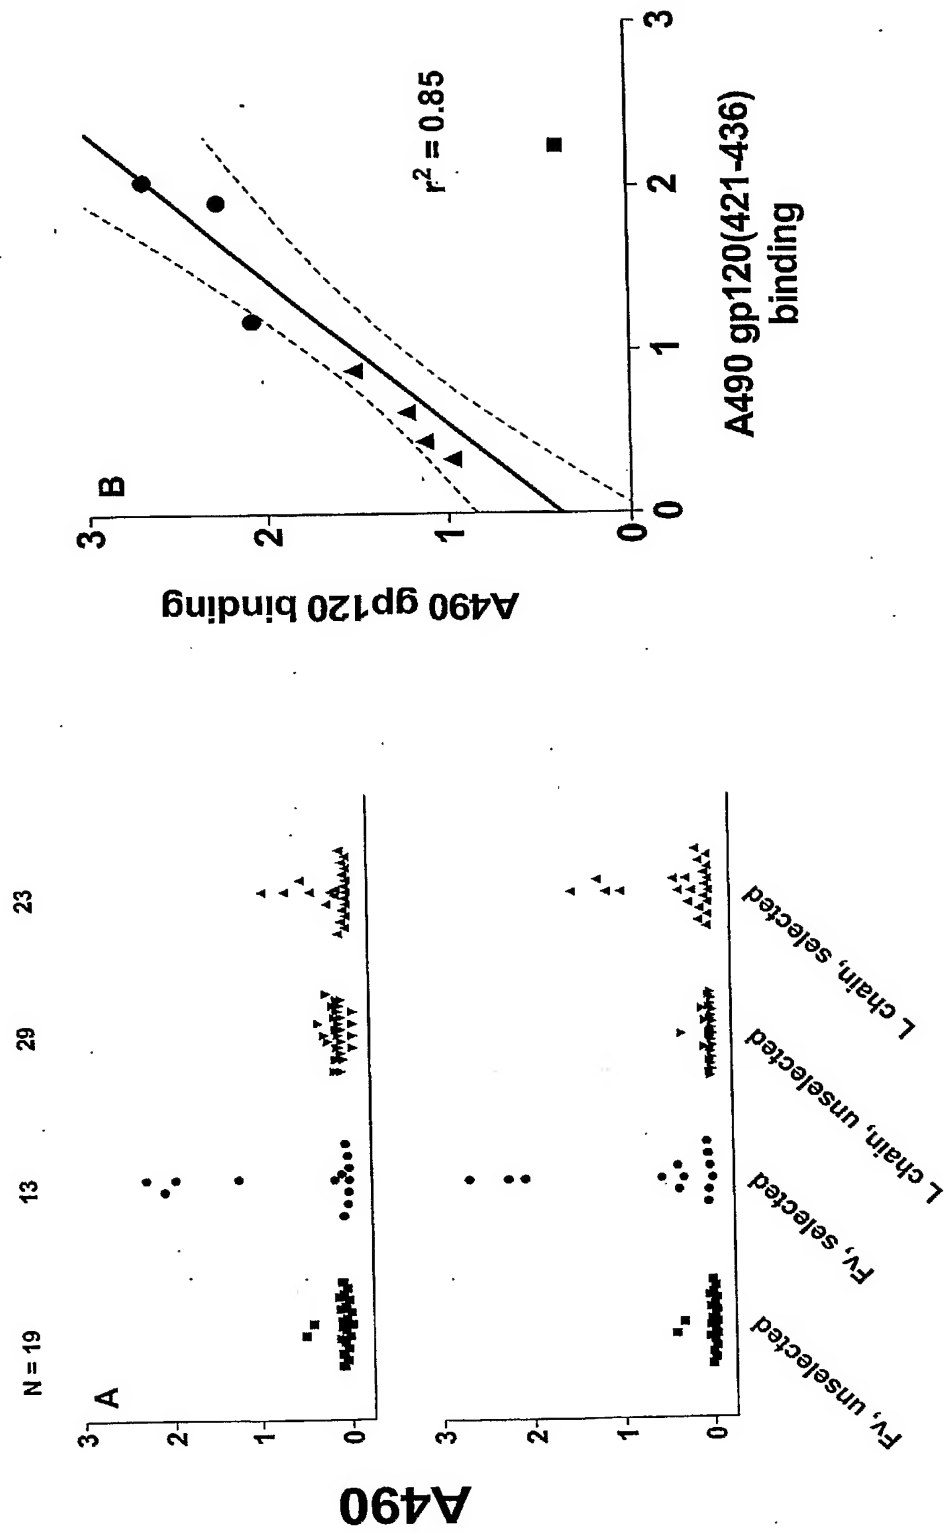 N = 19
13
29
23
A
3
2
1
0
3
2
1
0
A490
Fv, unselected
Fv, selected
L chain, unselected
L chain, selected
B
3
2
1
0
A490 gp120 binding
r² = 0.85
0
1
2
3
A490 gp120(421-436)
binding